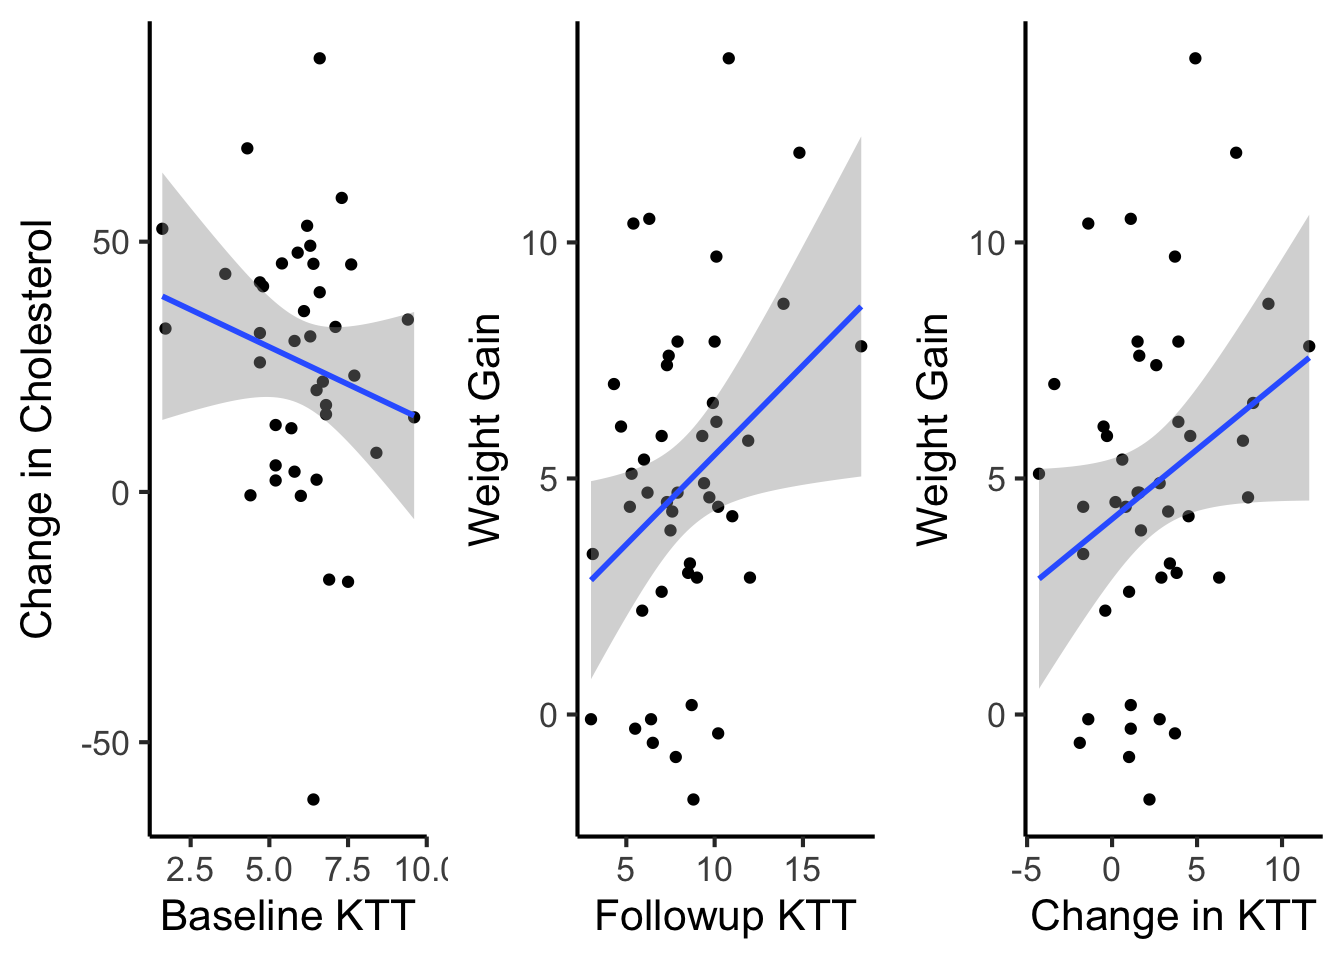 Change in Cholesterol
50
0
-50
2.5 5.0 7.5 10.0
Baseline KTT
Weight Gain
10
5
0
5 10 15
Followup KTT
Weight Gain
10
5
0
-5 0 5 10
Change in KTT